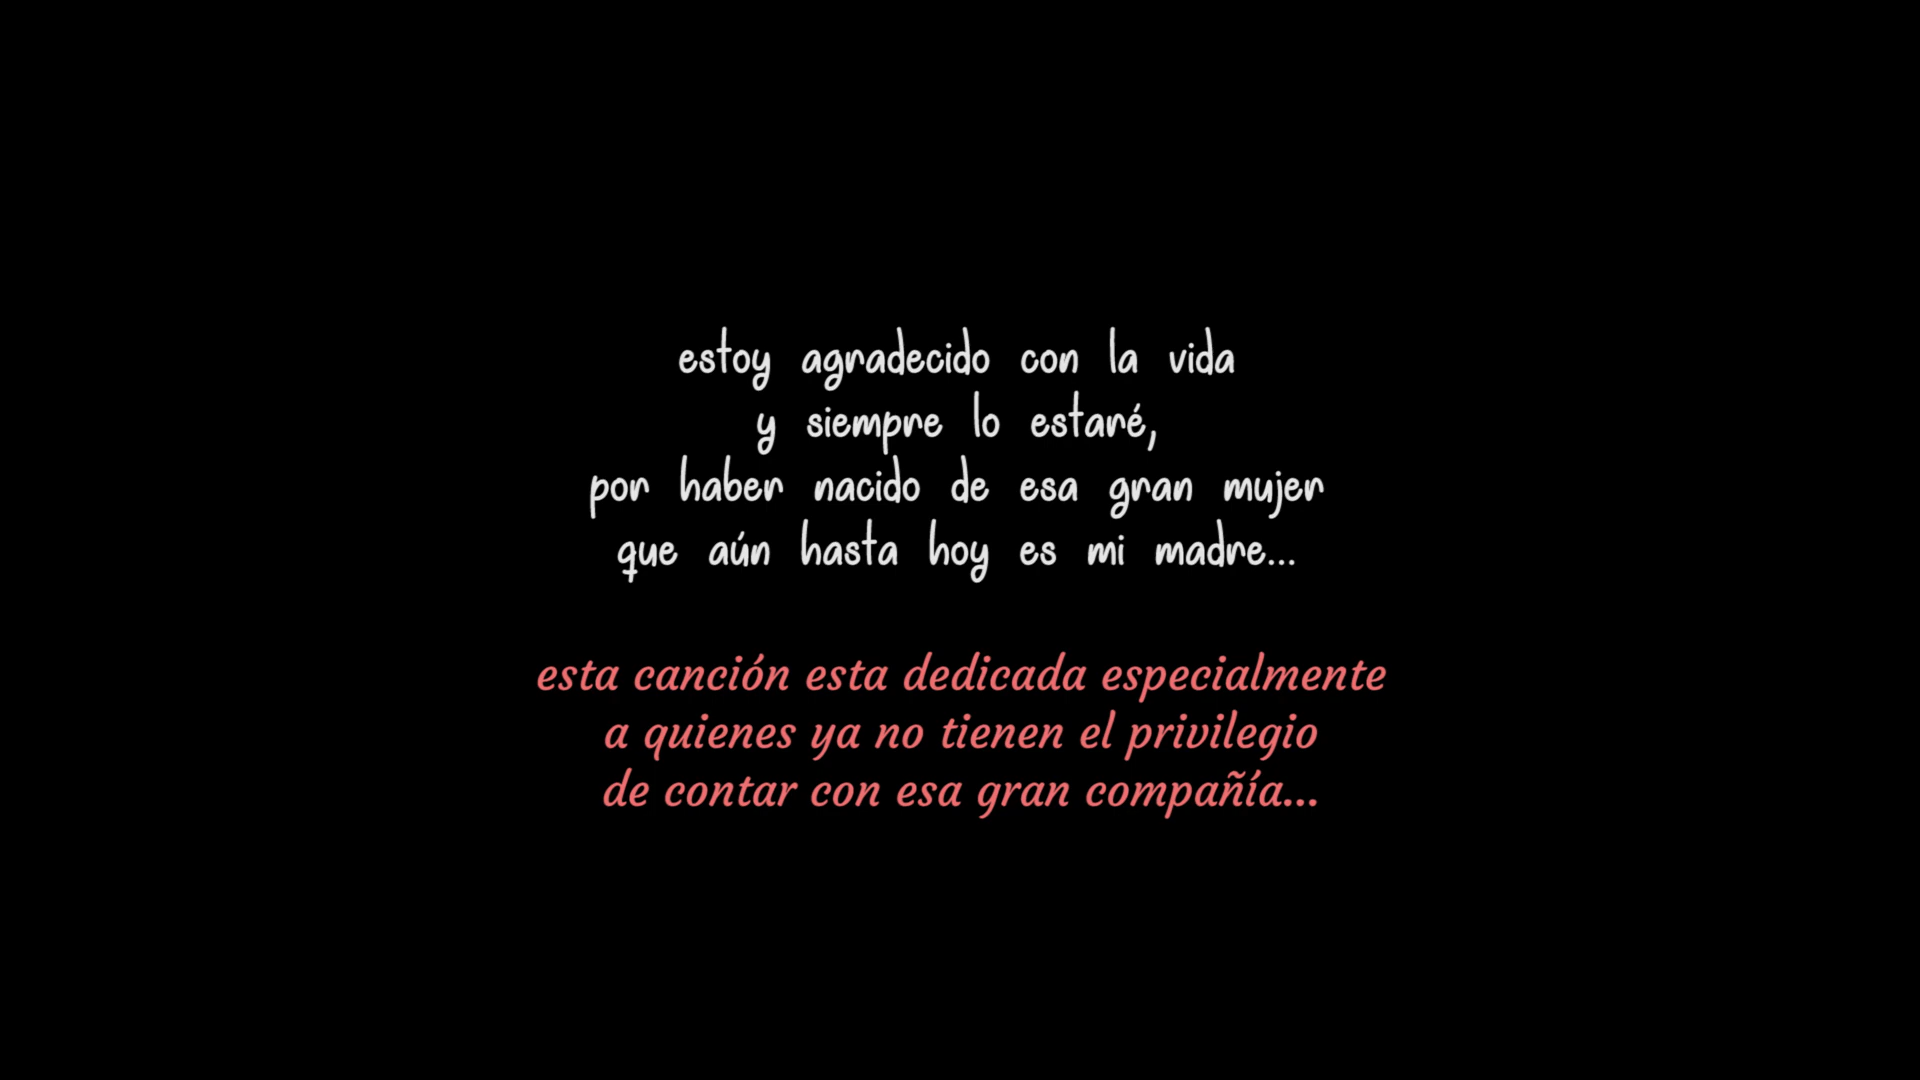 estoy agradecido con la vida
y siempre lo estaré,
por haber nacido de esa gran mujer
que aún hasta hoy es mi madre...
esta canción esta dedicada especialmente
a quienes ya no tienen el privilegio
de contar con esa gran compañía...